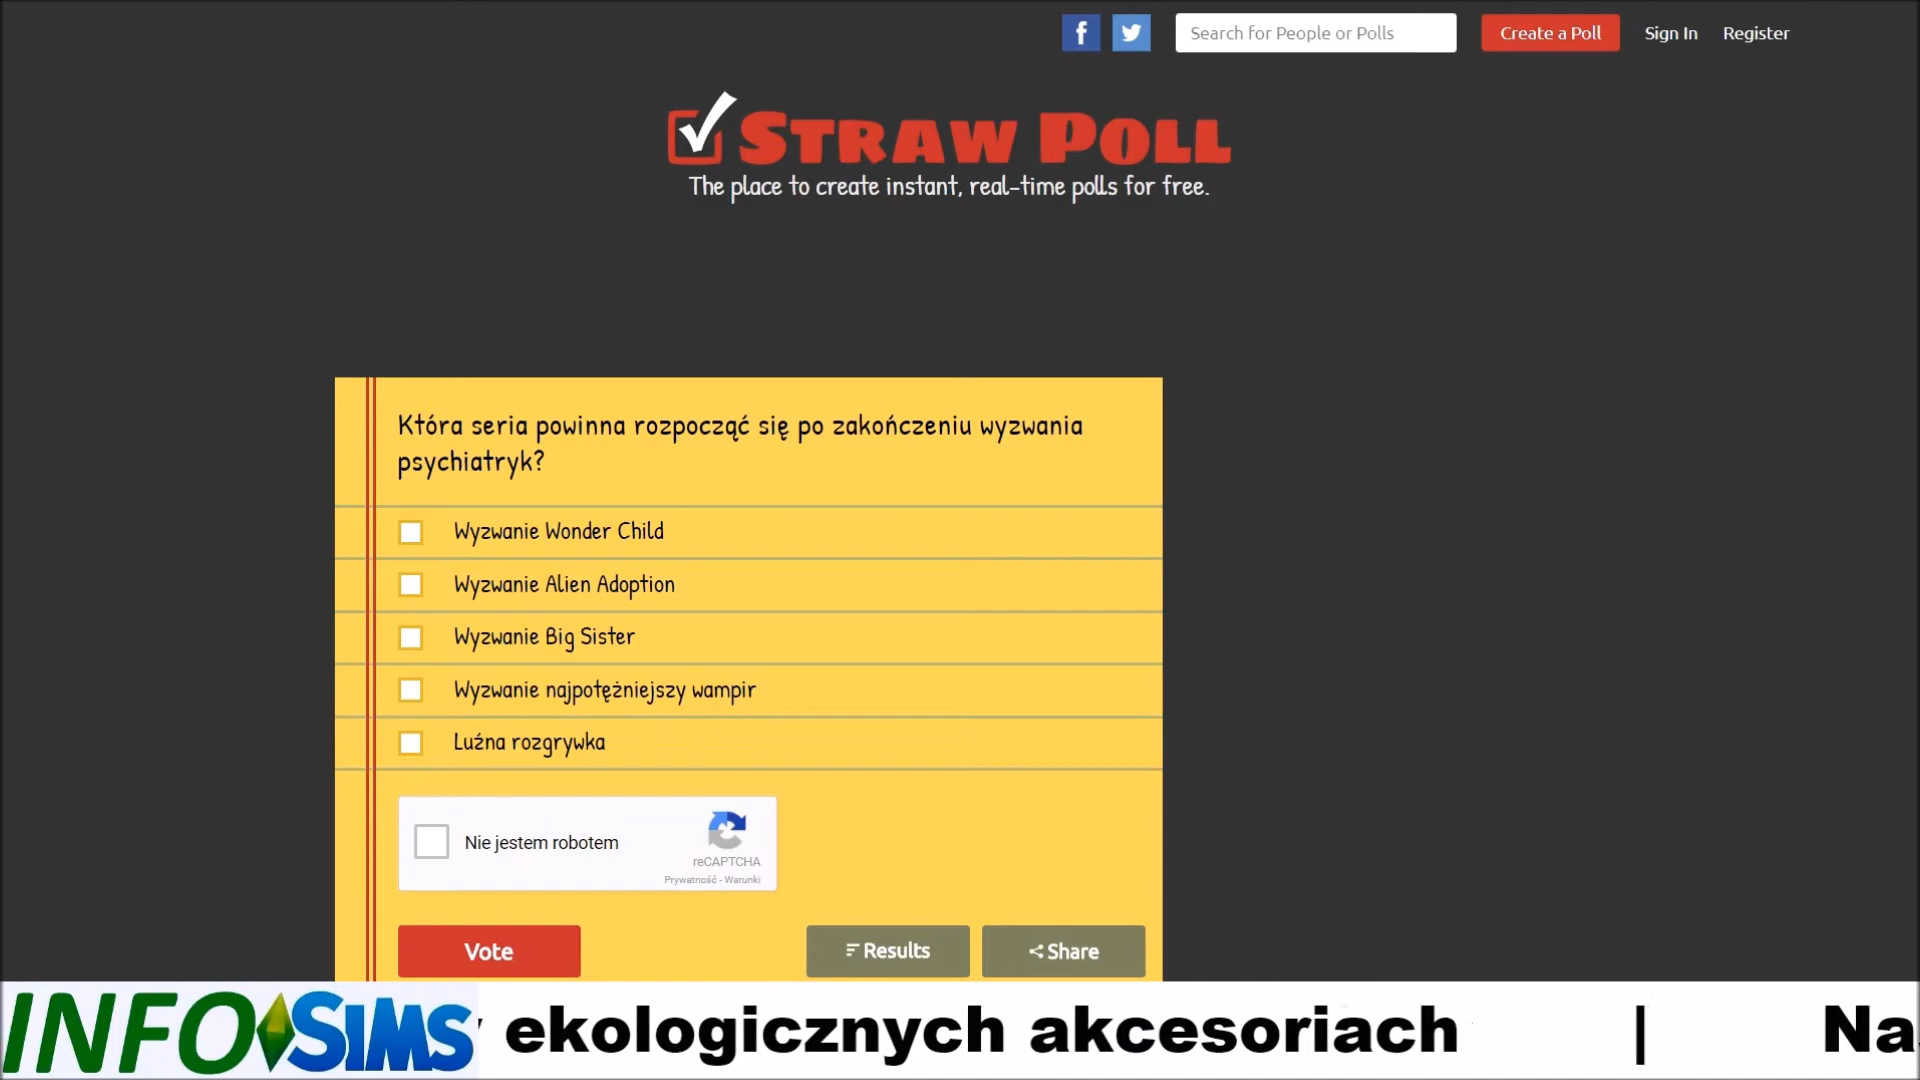 f
Search for People or Polls
Create a Poll
Sign In
Register
STRAW POLL
The place to create instant, real-time polls for free.
Która seria powinna rozpocząć się po zakończeniu wyzwania
psychiatryk?
Wyzwanie Wonder Child
Wyzwanie Alien Adoption
Wyzwanie Big Sister
Wyzwanie najpotężniejszy wampir
Luźna rozgrywka
Nie jestem robotem
reCAPTCHA
Prywatność - Warunki
Vote
Results
Share
INFO SIMS
ekologicznych akcesoriach | Na